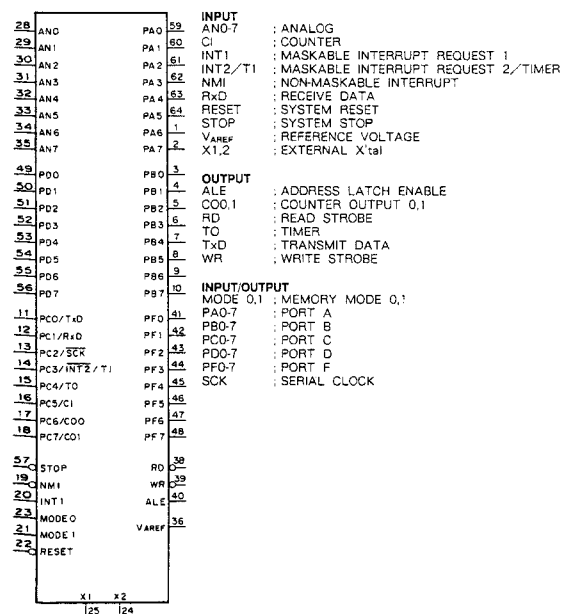 28 AN0 PA0 59
29 AN1 PA1 60
30 AN2 PA2 61
31 AN3 PA3 62
32 AN4 PA4 63
33 AN5 PA5 64
34 AN6 PA6 1
35 AN7 PA7 2
49 PD0 PB0 3
50 PD1 PB1 4
51 PD2 PB2 5
52 PD3 PB3 6
53 PD4 PB4 7
54 PD5 PB5 8
55 PD6 PB6 9
56 PD7 PB7 10
11 PC0/TxD PF0 41
12 PC1/RxD PF1 42
13 PC2/SCK PF2 43
14 PC3/INT2/TI PF3 44
15 PC4/TO PF4 45
16 PC5/CI PF5 46
17 PC6/CO0 PF6 47
18 PC7/CO1 PF7 48
57 STOP RD 38
19 NMI WR 39
20 INT1 ALE 40
23 MODE0
21 MODE1 VAREF 36
22 RESET
X1 X2
25 24
INPUT
AN0-7 ; ANALOG
CI ; COUNTER
INT1 ; MASKABLE INTERRUPT REQUEST 1
INT2/T1 ; MASKABLE INTERRUPT REQUEST 2/TIMER
NMI ; NON-MASKABLE INTERRUPT
RxD ; RECEIVE DATA
RESET ; SYSTEM RESET
STOP ; SYSTEM STOP
VAREF ; REFERENCE VOLTAGE
X1,2 ; EXTERNAL X'tal
OUTPUT
ALE ; ADDRESS LATCH ENABLE
CO0,1 ; COUNTER OUTPUT 0,1
RD ; READ STROBE
TO ; TIMER
TxD ; TRANSMIT DATA
WR ; WRITE STROBE
INPUT/OUTPUT
MODE 0,1 ; MEMORY MODE 0,1
PA0-7 ; PORT A
PB0-7 ; PORT B
PC0-7 ; PORT C
PD0-7 ; PORT D
PF0-7 ; PORT F
SCK ; SERIAL CLOCK